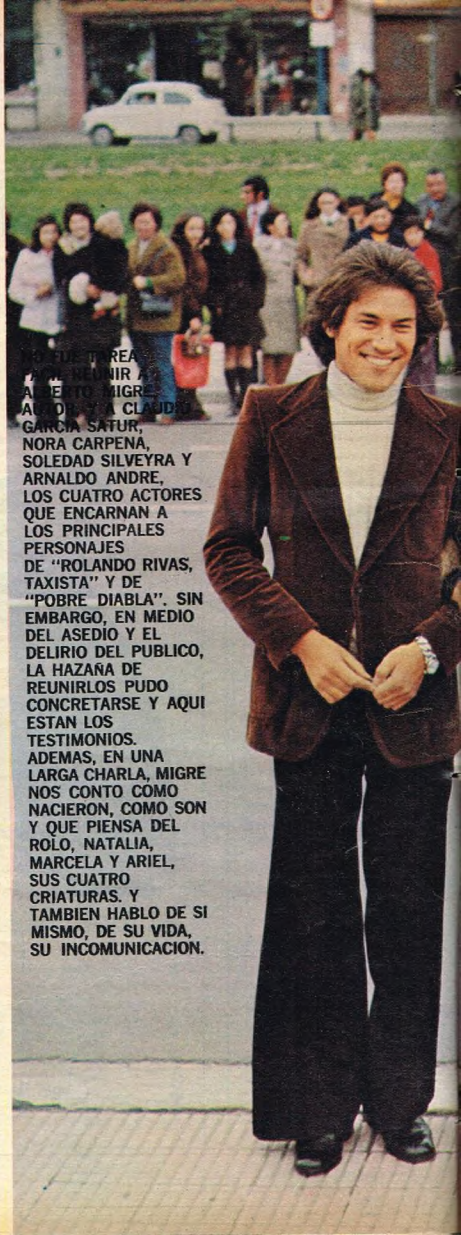 NO FUE TAREA
FACIL REUNIR A
ALBERTO MIGRE,
AUTOR, Y A CLAUDIO
GARCIA SATUR,
NORA CARPENA,
SOLEDAD SILVEYRA Y
ARNALDO ANDRE,
LOS CUATRO ACTORES
QUE ENCARNAN A
LOS PRINCIPALES
PERSONAJES
DE "ROLANDO RIVAS,
TAXISTA" Y DE
"POBRE DIABLA". SIN
EMBARGO, EN MEDIO
DEL ASEDIO Y EL
DELIRIO DEL PUBLICO,
LA HAZAÑA DE
REUNIRLOS PUDO
CONCRETARSE Y AQUI
ESTAN LOS
TESTIMONIOS.
ADEMAS, EN UNA
LARGA CHARLA, MIGRE
NOS CONTO COMO
NACIERON, COMO SON
Y QUE PIENSA DEL
ROLO, NATALIA,
MARCELA Y ARIEL,
SUS CUATRO
CRIATURAS. Y
TAMBIEN HABLO DE SI
MISMO, DE SU VIDA,
SU INCOMUNICACION.